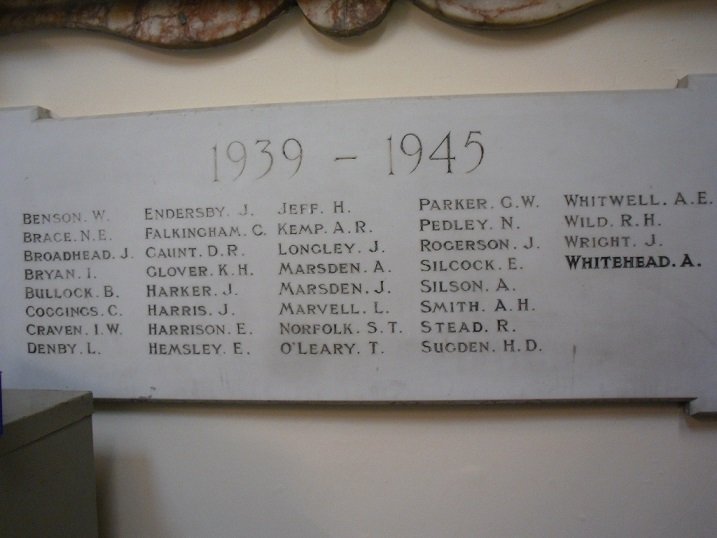 1939 – 1945
BENSON. W.
BRACE. N.E.
BROADHEAD. J.
BRYAN. I.
BULLOCK. B.
COGGINGS. C.
CRAVEN. I.W.
DENBY. L.
ENDERSBY. J.
FALKINGHAM. C.
GAUNT. D.R.
GLOVER. K.H.
HARKER. J.
HARRIS. J.
HARRISON. E.
HEMSLEY. E.
JEFF. H.
KEMP. A.R.
LONGLEY. J.
MARSDEN. A.
MARSDEN. J.
MARVELL. L.
NORFOLK. S.T.
O'LEARY. T.
PARKER. G.W.
PEDLEY. N.
ROGERSON. J.
SILCOCK. E.
SILSON. A.
SMITH. A.H.
STEAD. R.
SUGDEN. H.D.
WHITWELL. A.E.
WILD. R.H.
WRIGHT. J.
WHITEHEAD. A.